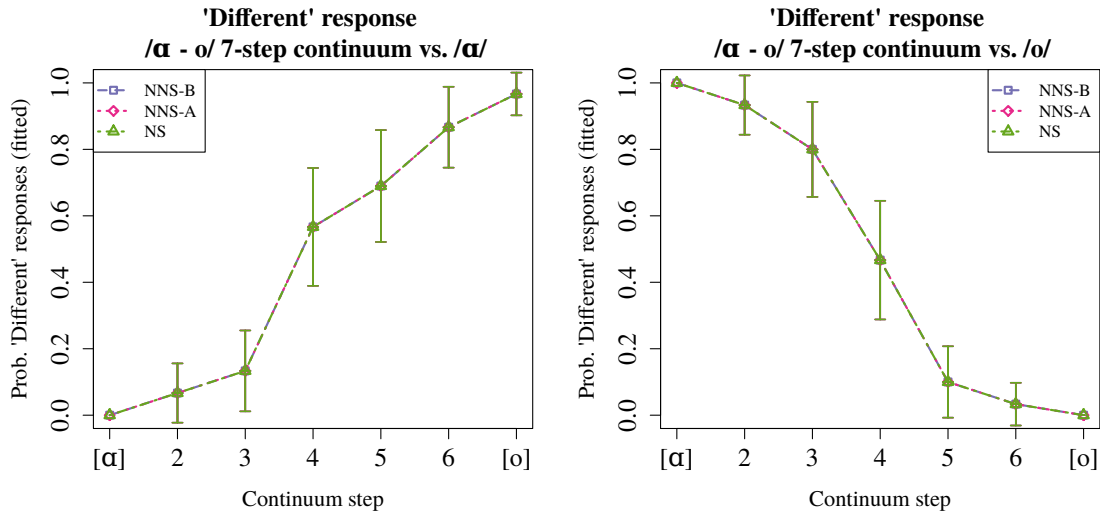 'Different' response
/ɑ - o/ 7-step continuum vs. /ɑ/
NNS-B
NNS-A
NS
Prob. 'Different' responses (fitted)
1.0
0.8
0.6
0.4
0.2
0.0
[ɑ] 2 3 4 5 6 [o]
Continuum step
'Different' response
/ɑ - o/ 7-step continuum vs. /o/
NNS-B
NNS-A
NS
Prob. 'Different' responses (fitted)
1.0
0.8
0.6
0.4
0.2
0.0
[ɑ] 2 3 4 5 6 [o]
Continuum step